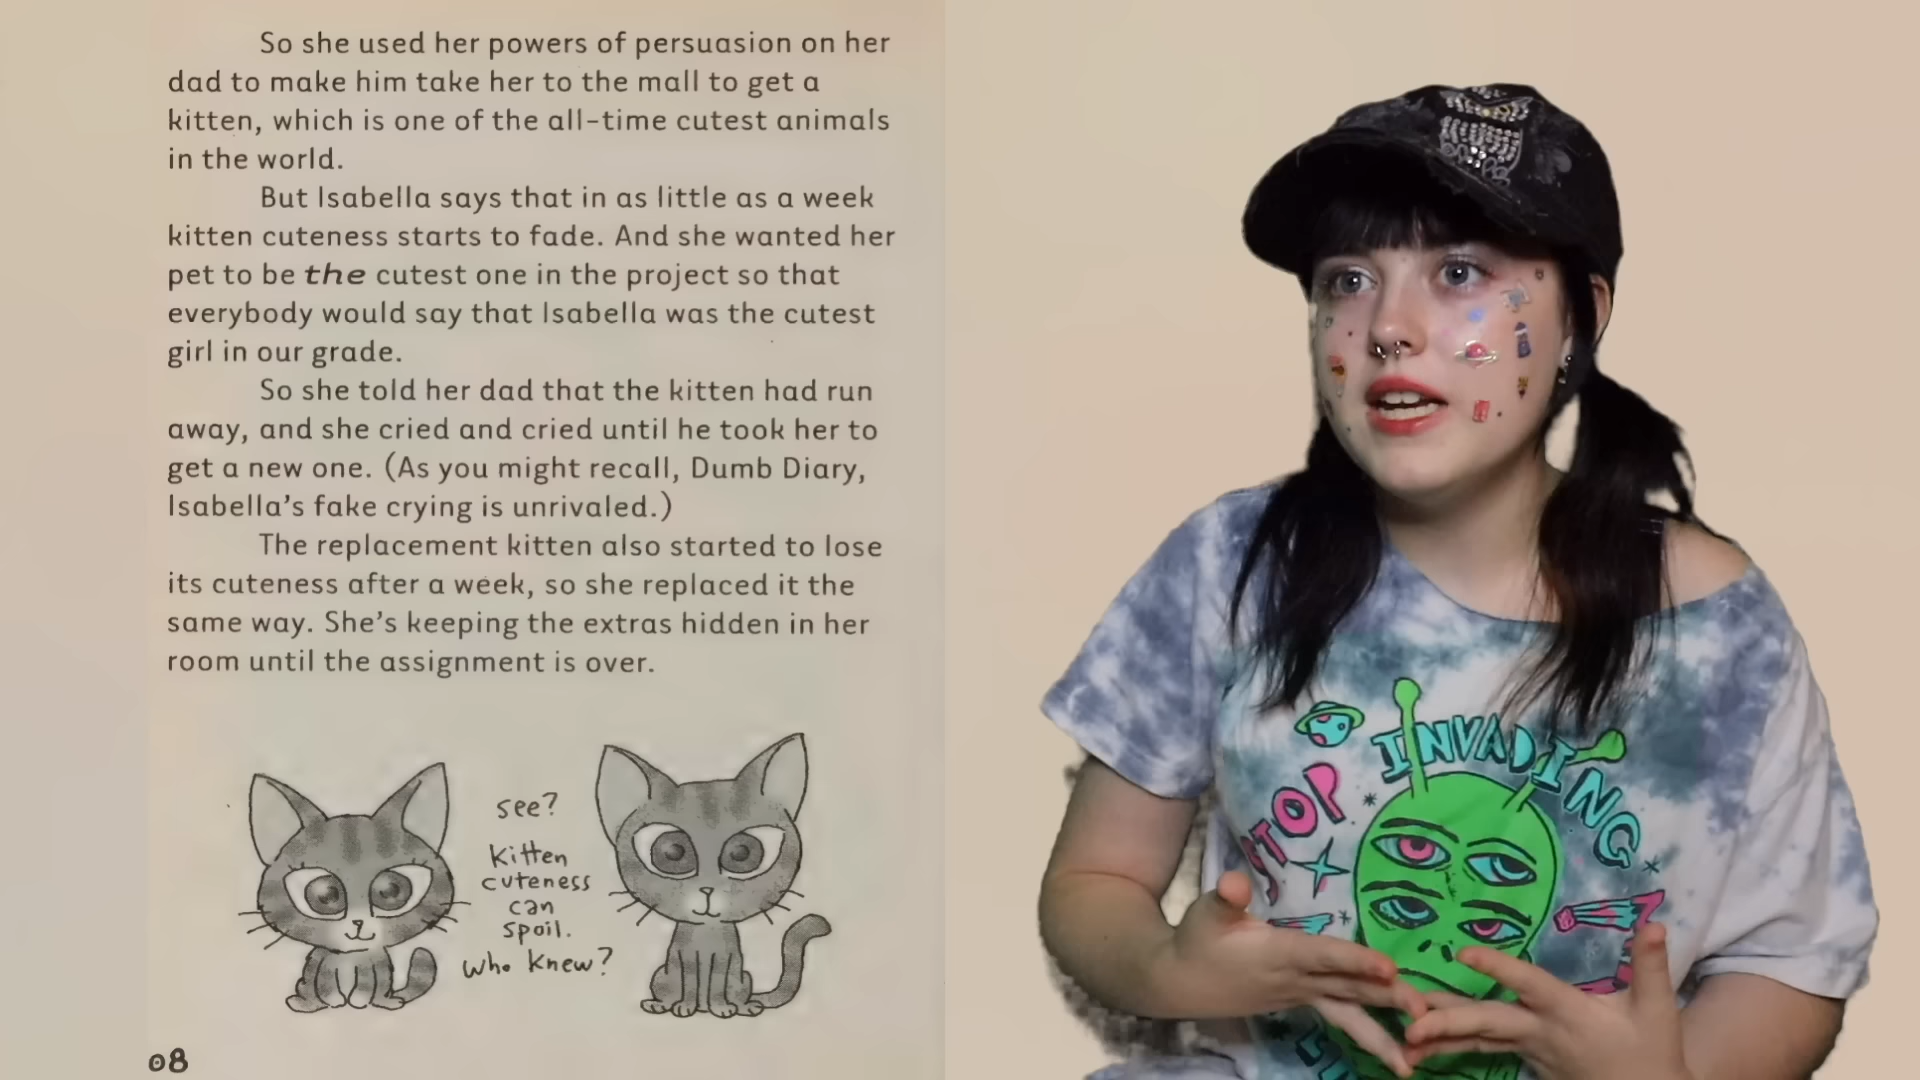 So she used her powers of persuasion on her
dad to make him take her to the mall to get a
kitten, which is one of the all-time cutest animals
in the world.
But Isabella says that in as little as a week
kitten cuteness starts to fade. And she wanted her
pet to be the cutest one in the project so that
everybody would say that Isabella was the cutest
girl in our grade.
So she told her dad that the kitten had run
away, and she cried and cried until he took her to
get a new one. (As you might recall, Dumb Diary,
Isabella's fake crying is unrivaled.)
The replacement kitten also started to lose
its cuteness after a week, so she replaced it the
same way. She's keeping the extras hidden in her
room until the assignment is over.
see?
Kitten
cuteness
can
spoil.
who knew?
08
STOP INVADING